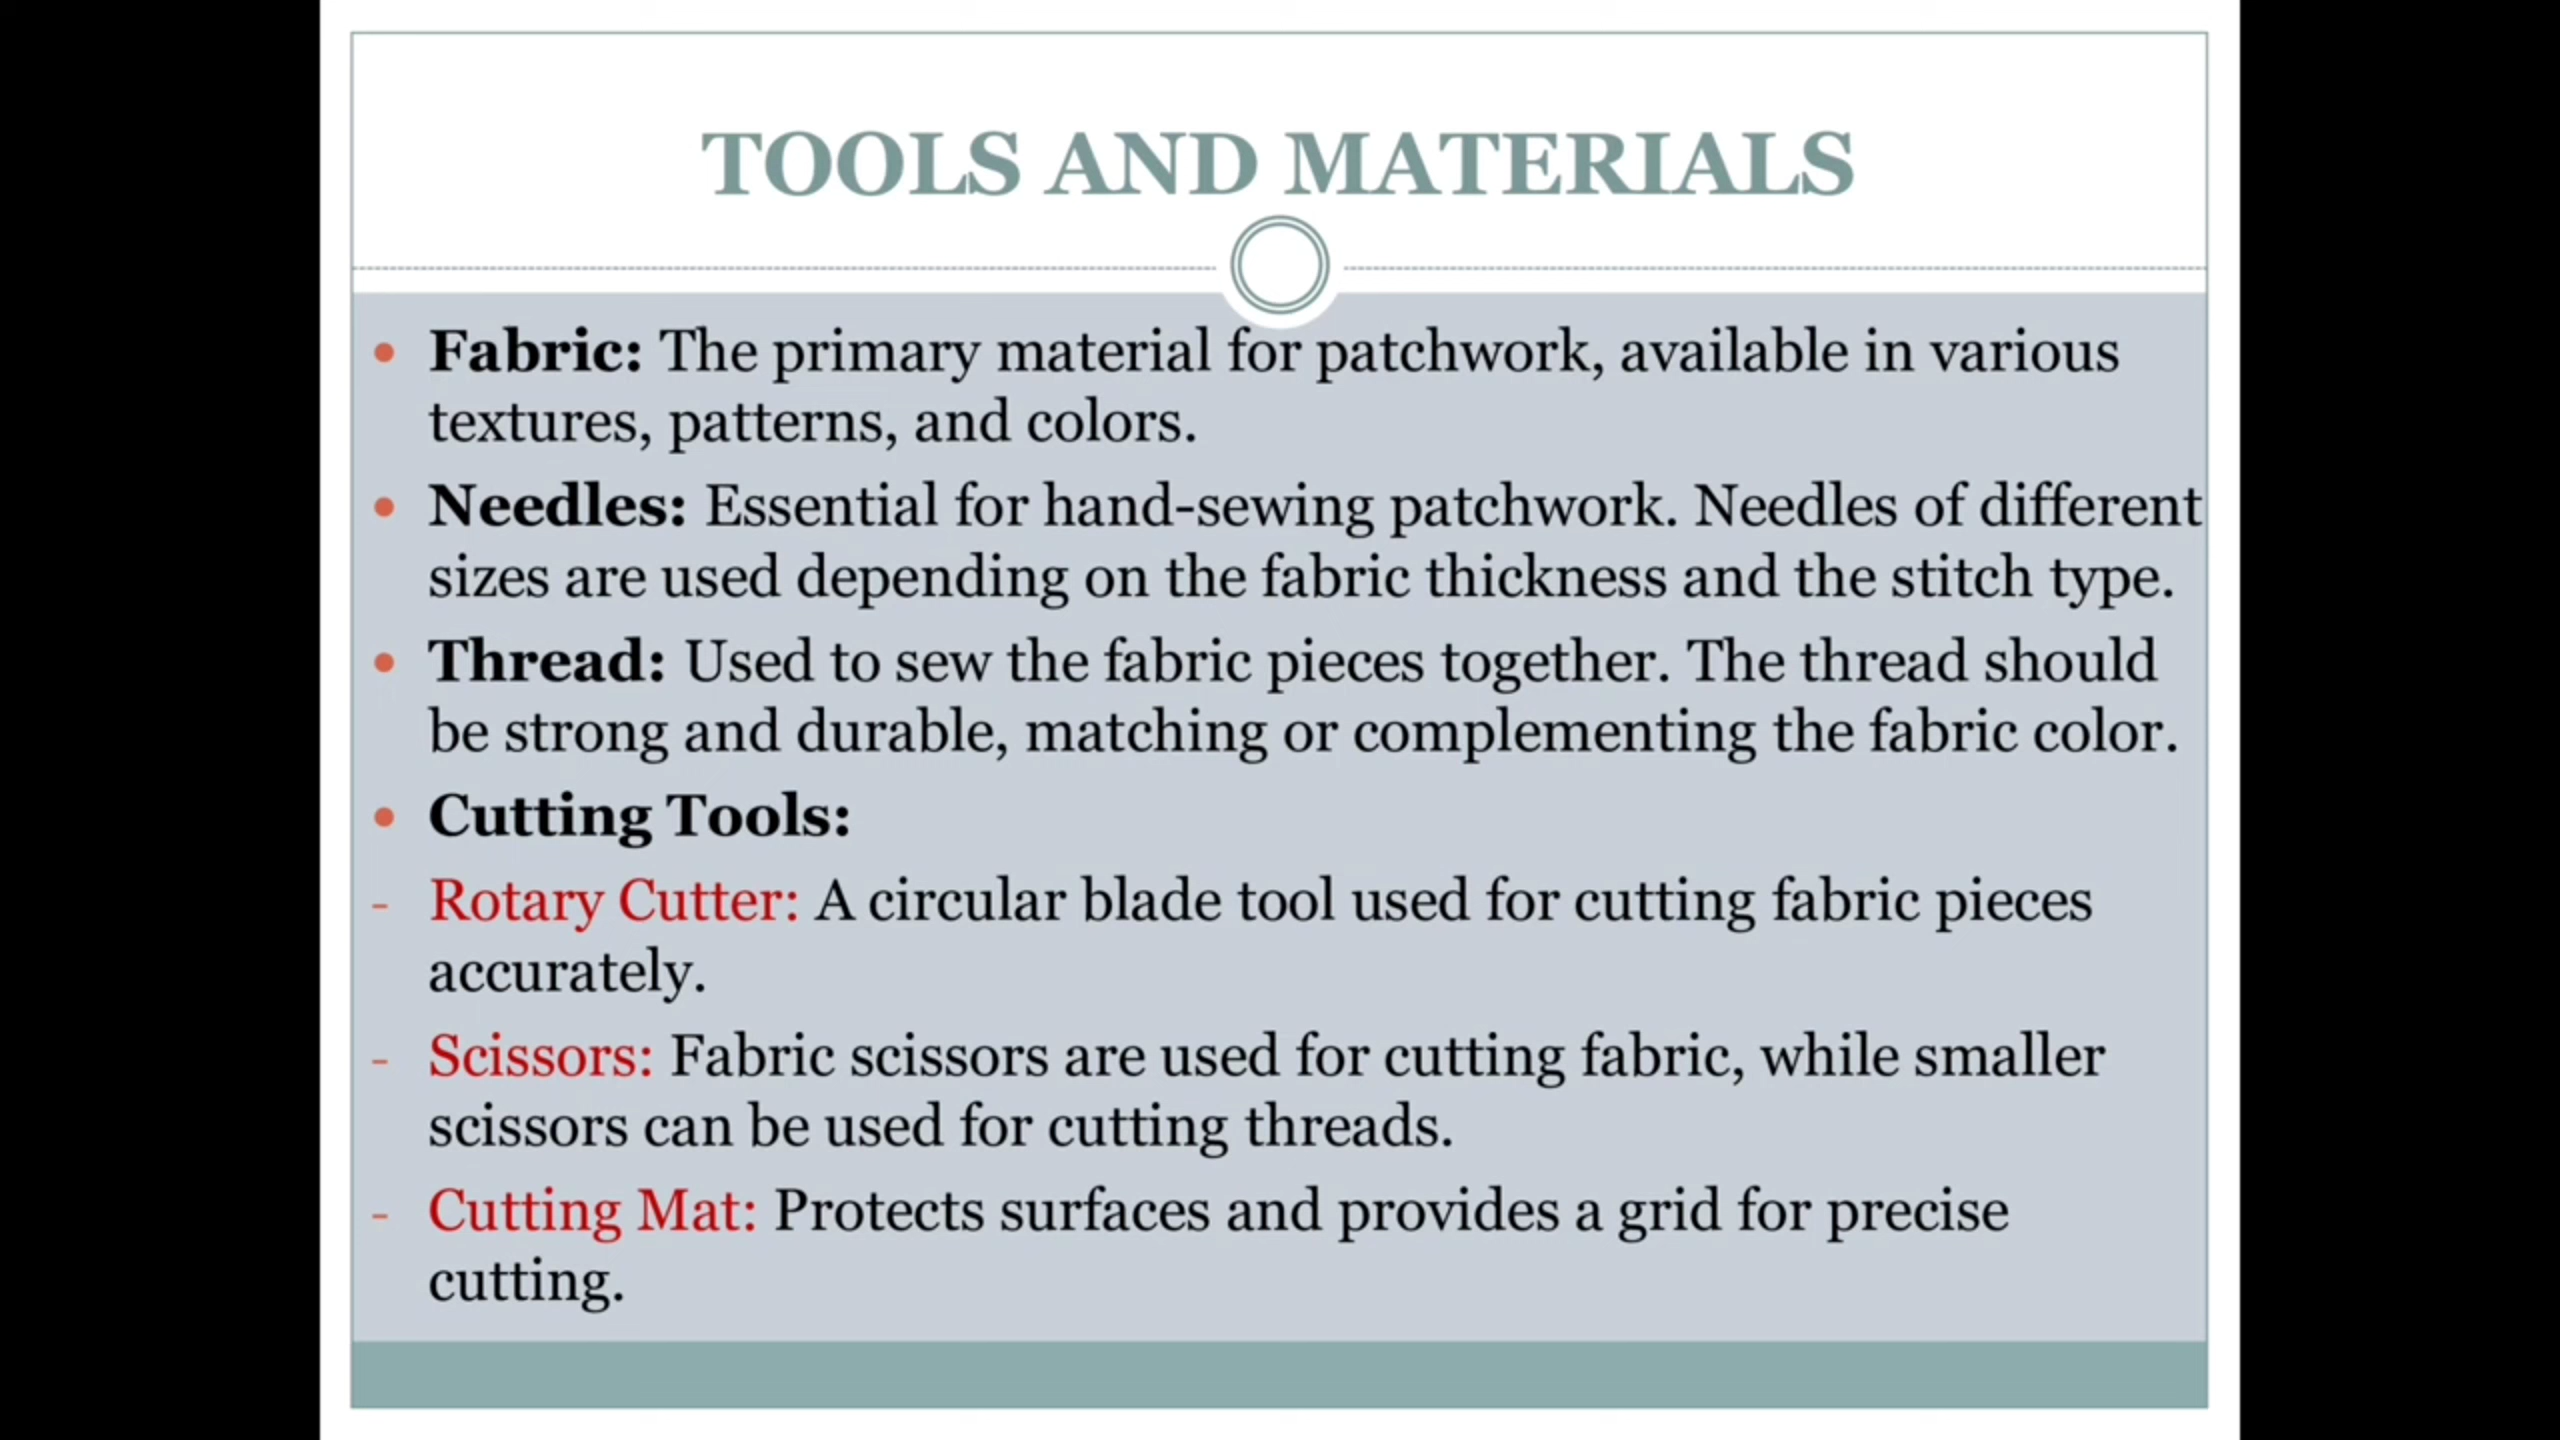 TOOLS AND MATERIALS
• Fabric: The primary material for patchwork, available in various
textures, patterns, and colors.
• Needles: Essential for hand-sewing patchwork. Needles of different
sizes are used depending on the fabric thickness and the stitch type.
• Thread: Used to sew the fabric pieces together. The thread should
be strong and durable, matching or complementing the fabric color.
• Cutting Tools:
- Rotary Cutter: A circular blade tool used for cutting fabric pieces
accurately.
- Scissors: Fabric scissors are used for cutting fabric, while smaller
scissors can be used for cutting threads.
- Cutting Mat: Protects surfaces and provides a grid for precise
cutting.